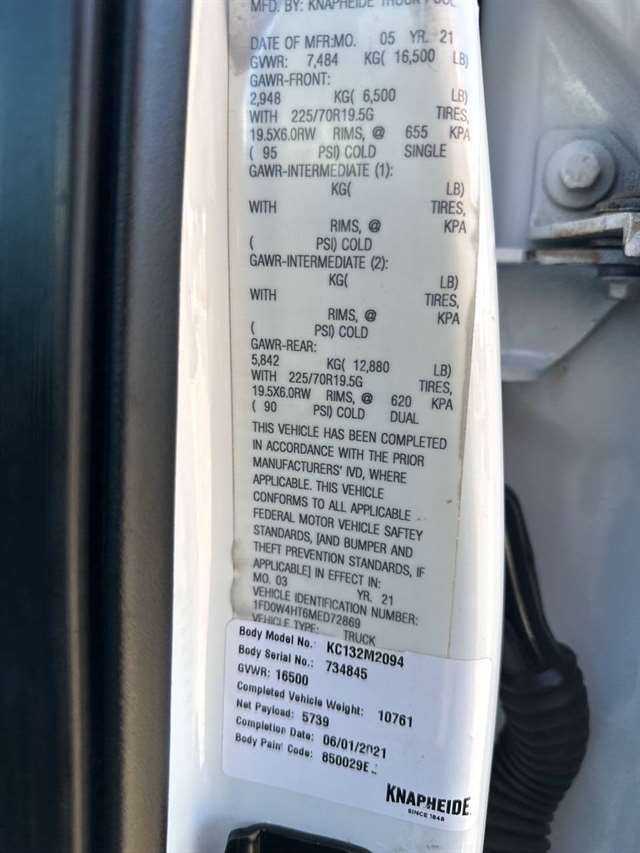 MFD. BY: KNAPHEIDE TRUCK
DATE OF MFR:MO. 05 YR. 21
GVWR: 7,484 KG( 16,500 LB)
GAWR-FRONT:
2,948 KG( 6,500 LB)
WITH 225/70R19.5G TIRES,
19.5X6.0RW RIMS, @ 655 KPA
( 95 PSI) COLD SINGLE
GAWR-INTERMEDIATE (1):
KG( LB)
WITH TIRES,
RIMS, @ KPA
( PSI) COLD
GAWR-INTERMEDIATE (2):
KG( LB)
WITH TIRES,
RIMS, @ KPA
( PSI) COLD
GAWR-REAR:
5,842 KG( 12,880 LB)
WITH 225/70R19.5G TIRES,
19.5X6.0RW RIMS, @ 620 KPA
( 90 PSI) COLD DUAL
THIS VEHICLE HAS BEEN COMPLETED
IN ACCORDANCE WITH THE PRIOR
MANUFACTURERS' IVD, WHERE
APPLICABLE. THIS VEHICLE
CONFORMS TO ALL APPLICABLE
FEDERAL MOTOR VEHICLE SAFTEY
STANDARDS, [AND BUMPER AND
THEFT PREVENTION STANDARDS, IF
APPLICABLE] IN EFFECT IN:
MO. 03 YR. 21
VEHICLE IDENTIFICATION NUMBER:
1FD0W4HT6MED72869
VEHICLE TYPE: TRUCK
Body Model No: KC132M2094
Body Serial No.: 734845
GVWR: 16500
Completed Vehicle Weight: 10761
Net Payload: 5739
Completion Date: 06/01/2021
Body Paint Code:
KNAPHEIDE
SINCE 1848